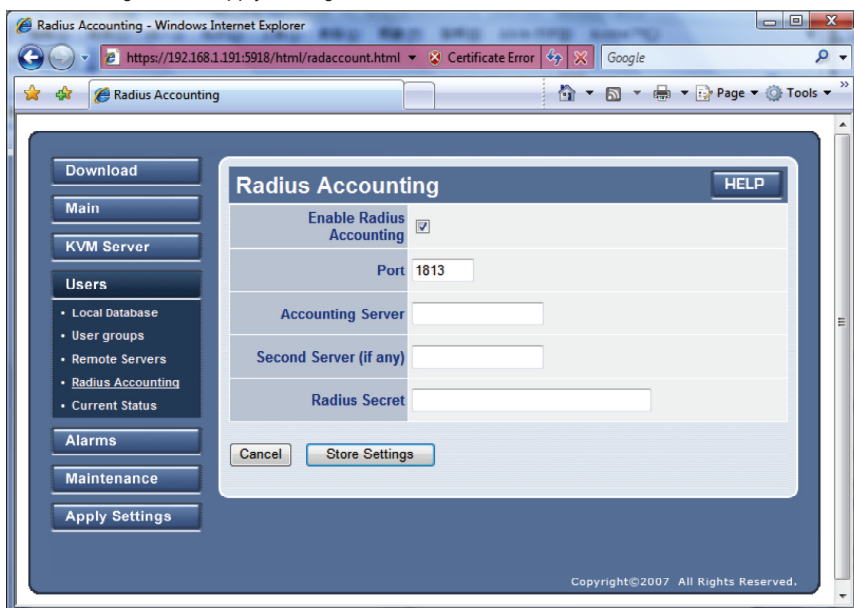 Radius Accounting - Windows Internet Explorer
https://192.168.1.191:5918/html/radaccount.html
Certificate Error
Google
Radius Accounting
Page
Tools
Download
Main
KVM Server
Users
• Local Database
• User groups
• Remote Servers
• Radius Accounting
• Current Status
Alarms
Maintenance
Apply Settings
Radius Accounting
HELP
Enable Radius
Accounting
Port 1813
Accounting Server
Second Server (if any)
Radius Secret
Cancel
Store Settings
Copyright©2007 All Rights Reserved.